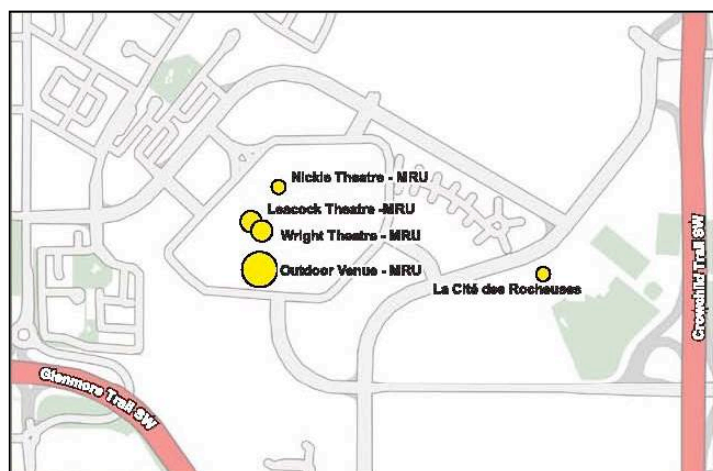 Nickle Theatre - MRU
Leacock Theatre -MRU
Wright Theatre - MRU
Outdoor Venue - MRU
La Cité des Rocheuses
Crowchild Trail SW
Glenmore Trail SW